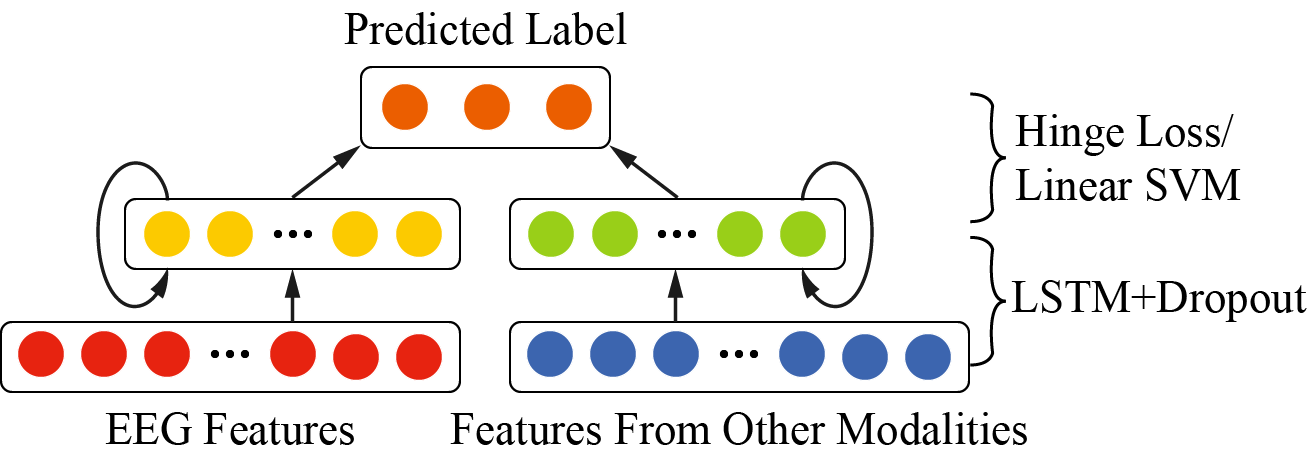 Predicted Label
Hinge Loss/
Linear SVM
LSTM+Dropout
EEG Features
Features From Other Modalities